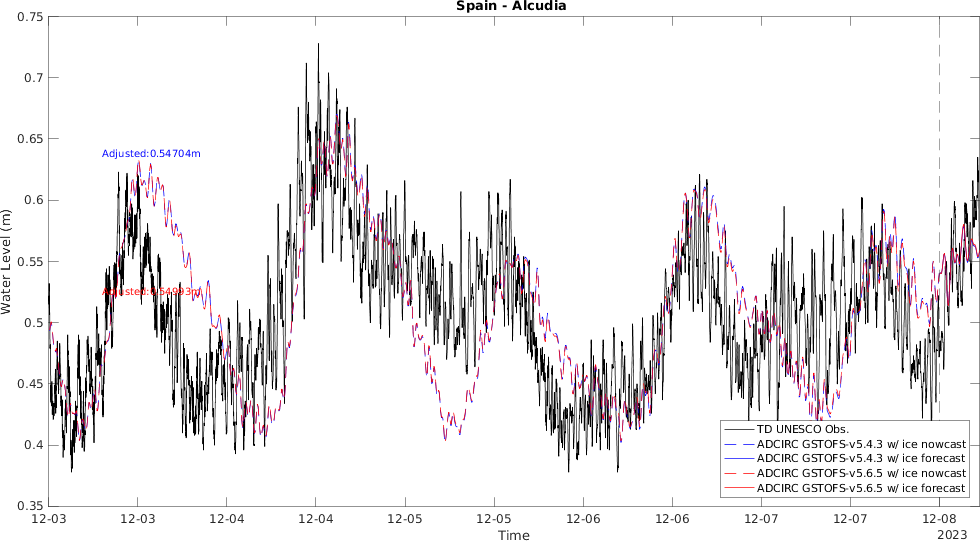 Spain - Alcudia
0.75
0.7
0.65
0.6
0.55
0.5
0.45
0.4
0.35
Water Level (m)
Adjusted:0.54704m
Adjusted:0.54993m
TD UNESCO Obs.
ADCIRC GSTOFS-v5.4.3 w/ ice nowcast
ADCIRC GSTOFS-v5.4.3 w/ ice forecast
ADCIRC GSTOFS-v5.6.5 w/ ice nowcast
ADCIRC GSTOFS-v5.6.5 w/ ice forecast
12-03 12-03 12-04 12-04 12-05 12-05 12-06 12-06 12-07 12-07 12-08
2023
Time